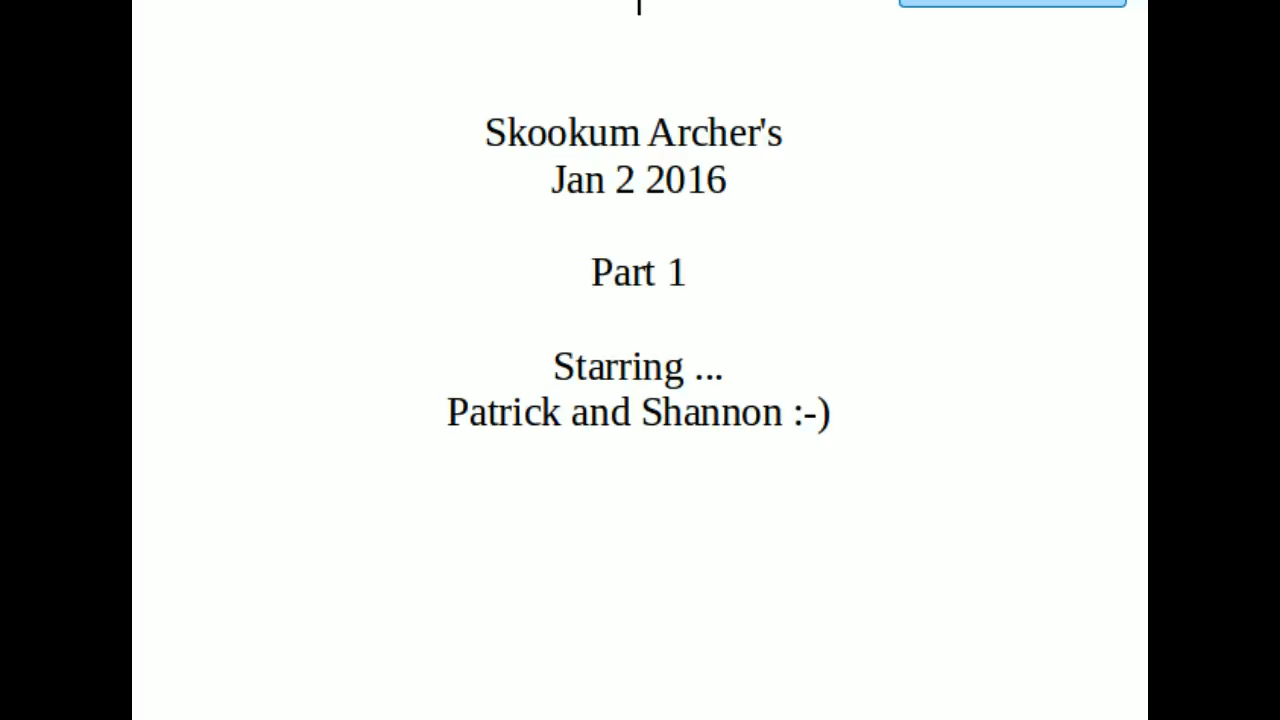 Skookum Archer's
Jan 2 2016
Part 1
Starring ...
Patrick and Shannon :-)